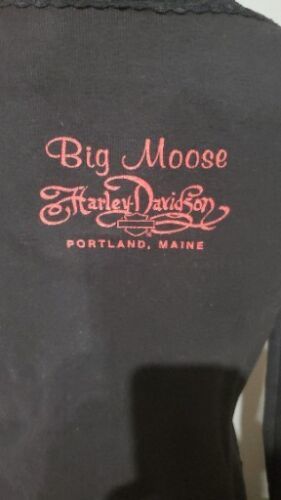 Big Moose
Harley-Davidson
PORTLAND, MAINE